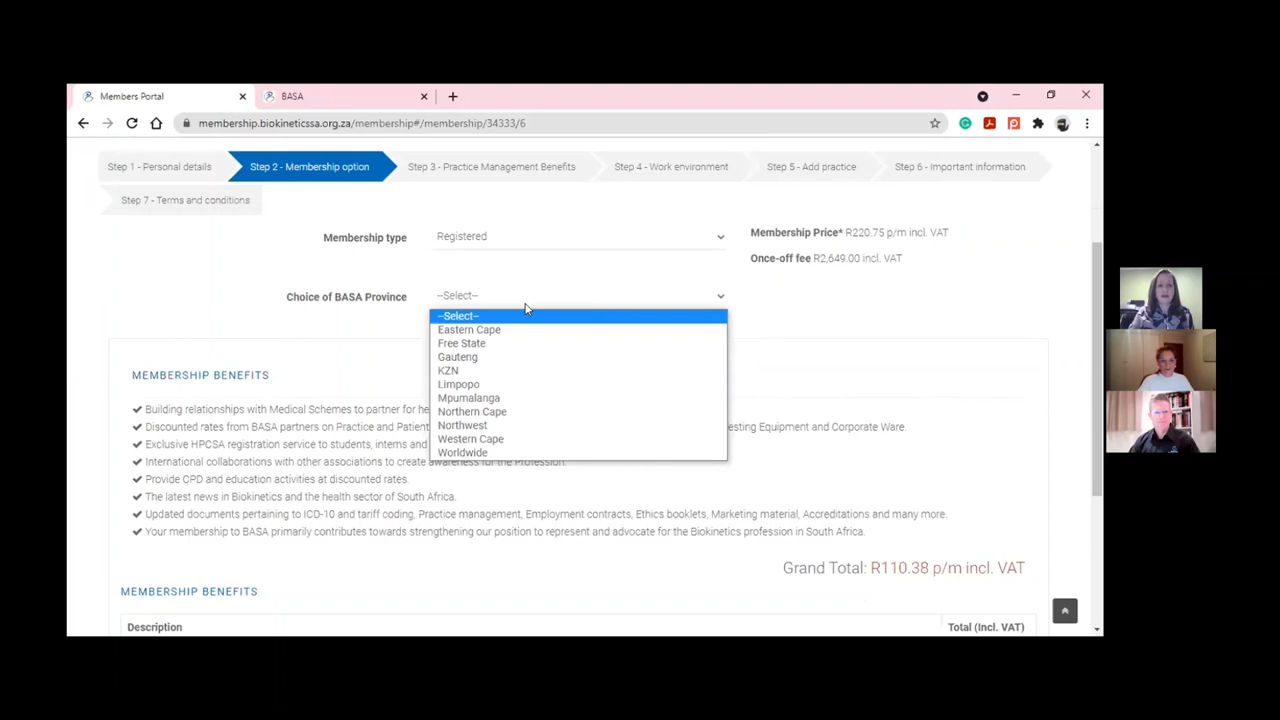 Members Portal
BASA
membership.biokineticssa.org.za/membership#/membership/34333/6
Step 1 - Personal details
Step 2 - Membership option
Step 3 - Practice Management Benefits
Step 4 - Work environment
Step 5 - Add practice
Step 6 - Important information
Step 7 - Terms and conditions
Membership type
Registered
Membership Price* R220.75 p/m incl. VAT
Once-off fee R2,649.00 incl. VAT
Choice of BASA Province
--Select--
--Select--
Eastern Cape
Free State
Gauteng
KZN
Limpopo
Mpumalanga
Northern Cape
Northwest
Western Cape
Worldwide
MEMBERSHIP BENEFITS
Building relationships with Medical Schemes to partner for he
Discounted rates from BASA partners on Practice and Patient esting Equipment and Corporate Ware.
Exclusive HPCSA registration service to students, interns and
International collaborations with other associations to create awareness for the Profession.
Provide CPD and education activities at discounted rates.
The latest news in Biokinetics and the health sector of South Africa.
Updated documents pertaining to ICD-10 and tariff coding, Practice management, Employment contracts, Ethics booklets, Marketing material, Accreditations and many more.
Your membership to BASA primarily contributes towards strengthening our position to represent and advocate for the Biokinetics profession in South Africa.
Grand Total: R110.38 p/m incl. VAT
MEMBERSHIP BENEFITS
Description
Total (Incl. VAT)